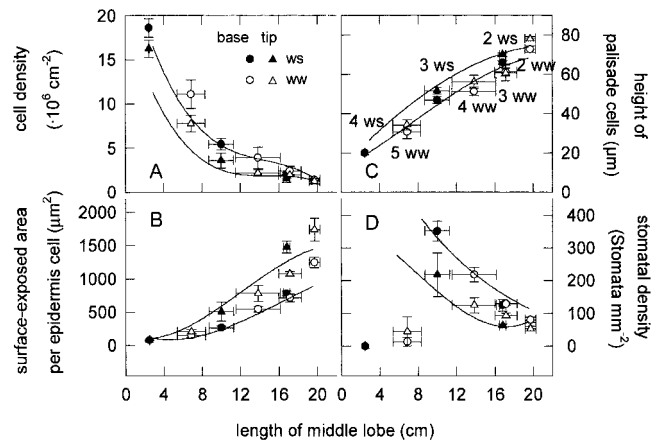 cell density
(·10⁶ cm⁻²)
20
15
10
5
0
base tip
ws
ww
A
height of
palisade cells (µm)
80
60
40
20
0
2 ws
3 ws
2 ww
4 ws
4 ww
3 ww
5 ww
C
surface-exposed area
per epidermis cell (µm²)
2000
1500
1000
500
0
B
stomatal density
(Stomata mm⁻²)
400
300
200
100
0
D
0 4 8 12 16 20
0 4 8 12 16 20
length of middle lobe (cm)